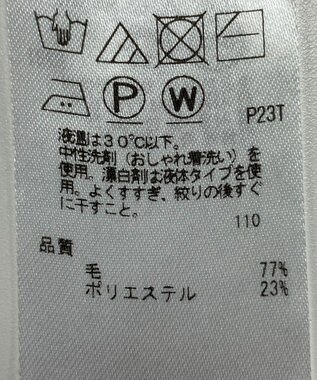 P W P23T
液温は30℃以下。
中性洗剤（おしゃれ着洗い）を
使用。漂白剤は液体タイプを使
用。よくすすぎ、絞りの後すぐ
に干すこと。
110
品質
毛 77%
ポリエステル 23%